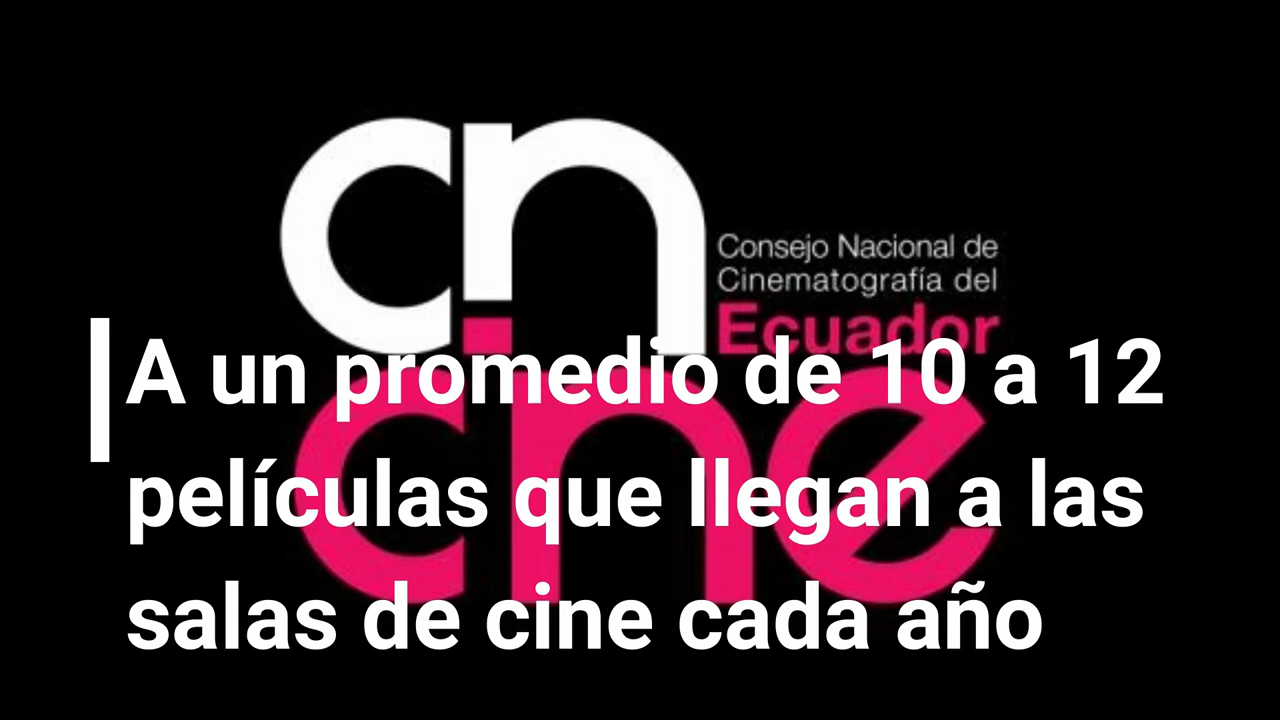 cn
Consejo Nacional de
Cinematografía del
Ecuador
cine
A un promedio de 10 a 12
películas que llegan a las
salas de cine cada año